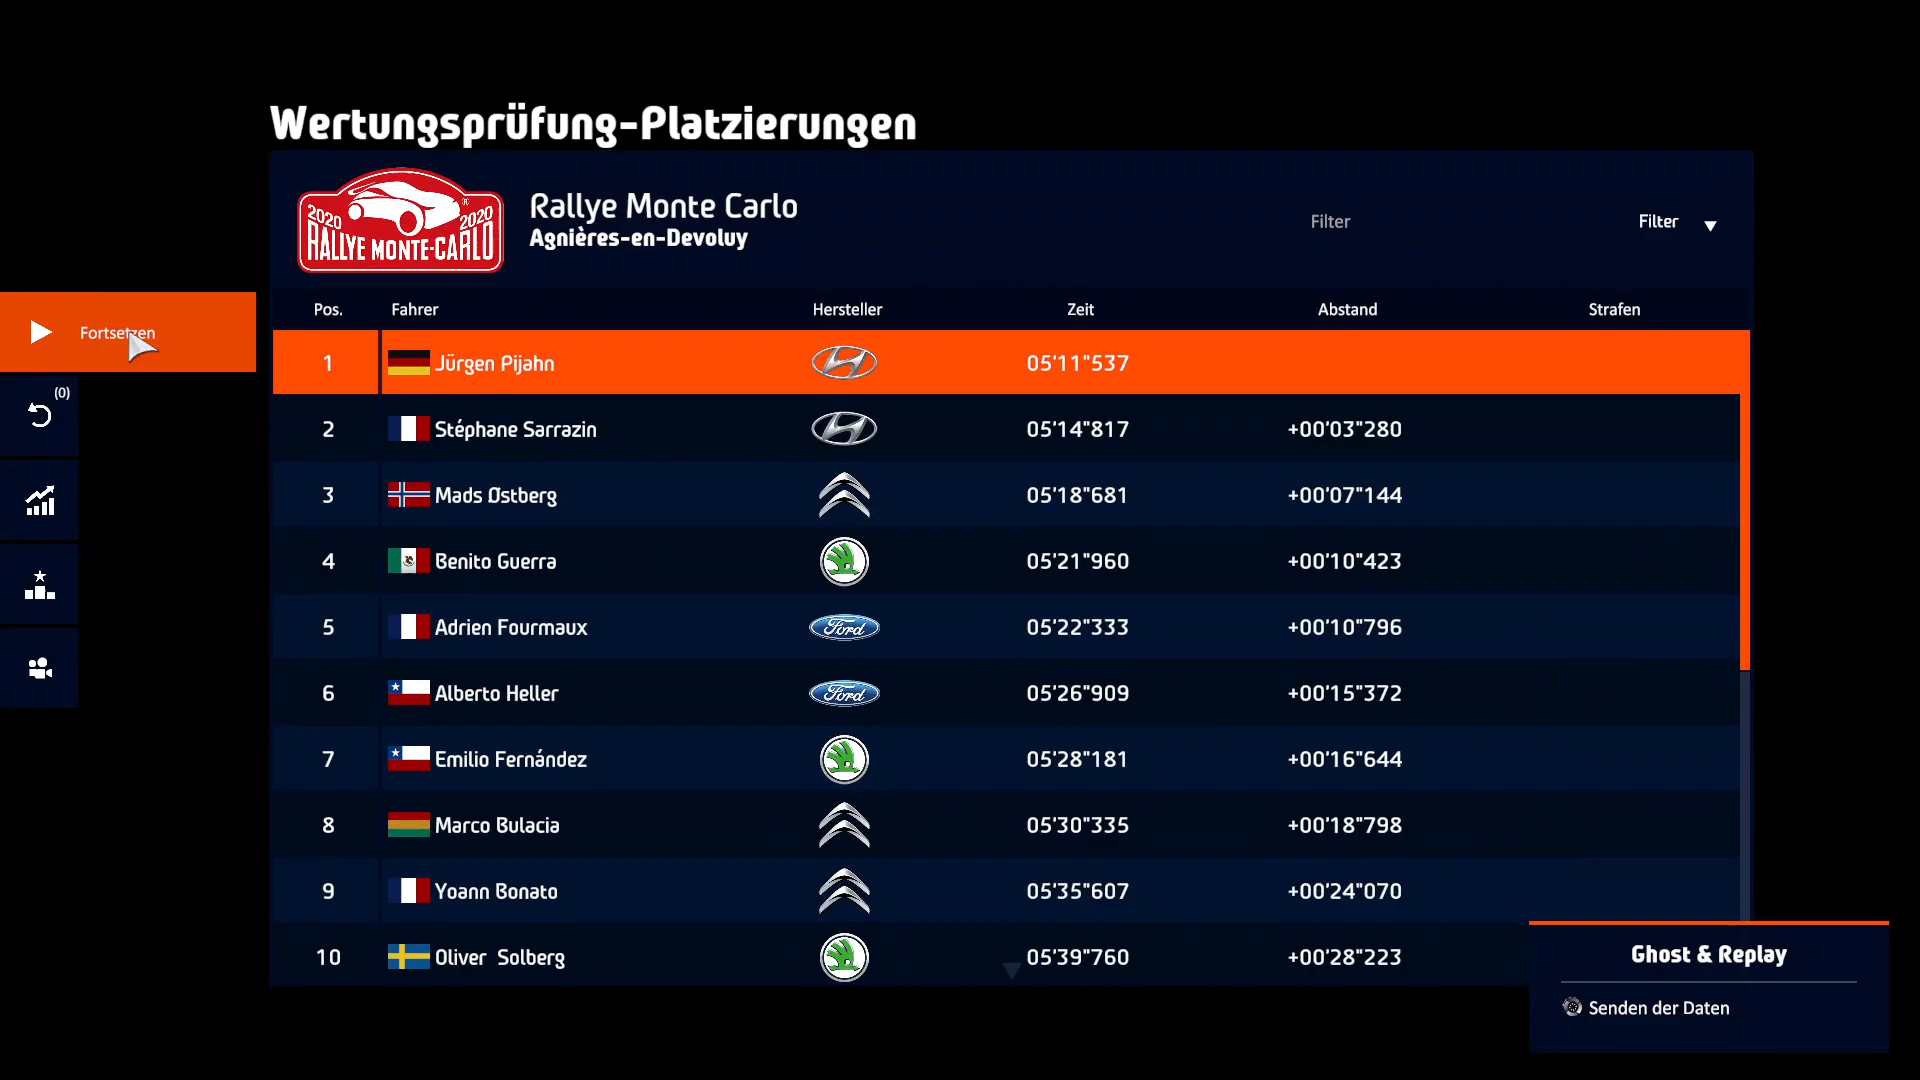 Wertungsprüfung-Platzierungen
2020 2020
RALLYE MONTE-CARLO
®
Rallye Monte Carlo
Agnières-en-Devoluy
Filter Filter
Fortsetzen
(0)
Pos. Fahrer Hersteller Zeit Abstand Strafen
1 Jürgen Pijahn 05'11"537
2 Stéphane Sarrazin 05'14"817 +00'03"280
3 Mads Østberg 05'18"681 +00'07"144
4 Benito Guerra 05'21"960 +00'10"423
5 Adrien Fourmaux Ford 05'22"333 +00'10"796
6 Alberto Heller Ford 05'26"909 +00'15"372
7 Emilio Fernández 05'28"181 +00'16"644
8 Marco Bulacia 05'30"335 +00'18"798
9 Yoann Bonato 05'35"607 +00'24"070
10 Oliver Solberg 05'39"760 +00'28"223
Ghost & Replay
Senden der Daten